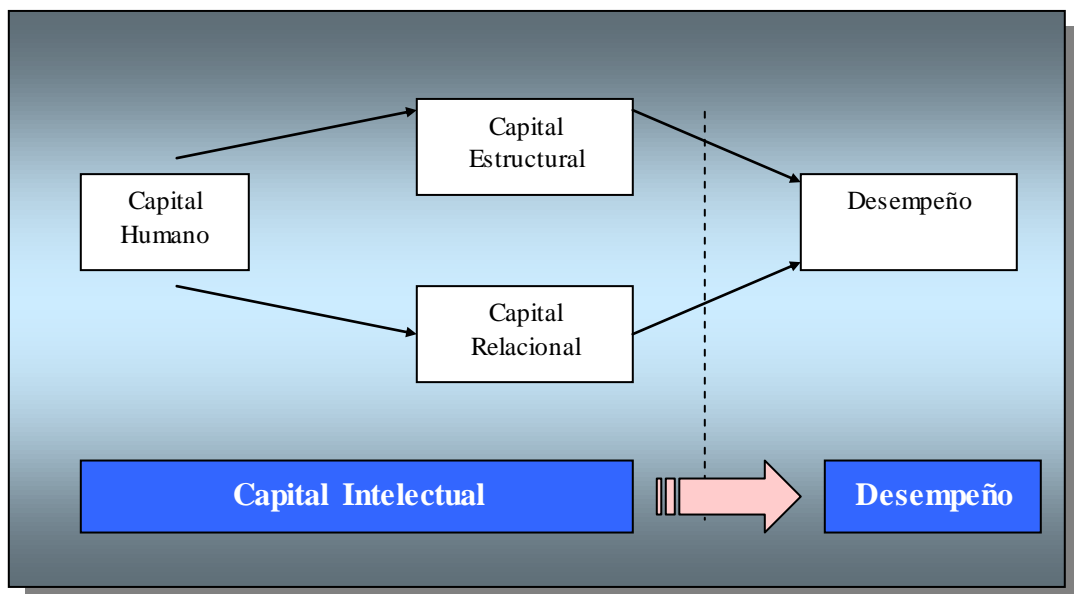 Capital
Estructural
Capital
Humano
Desempeño
Capital
Relacional
Capital Intelectual
Desempeño